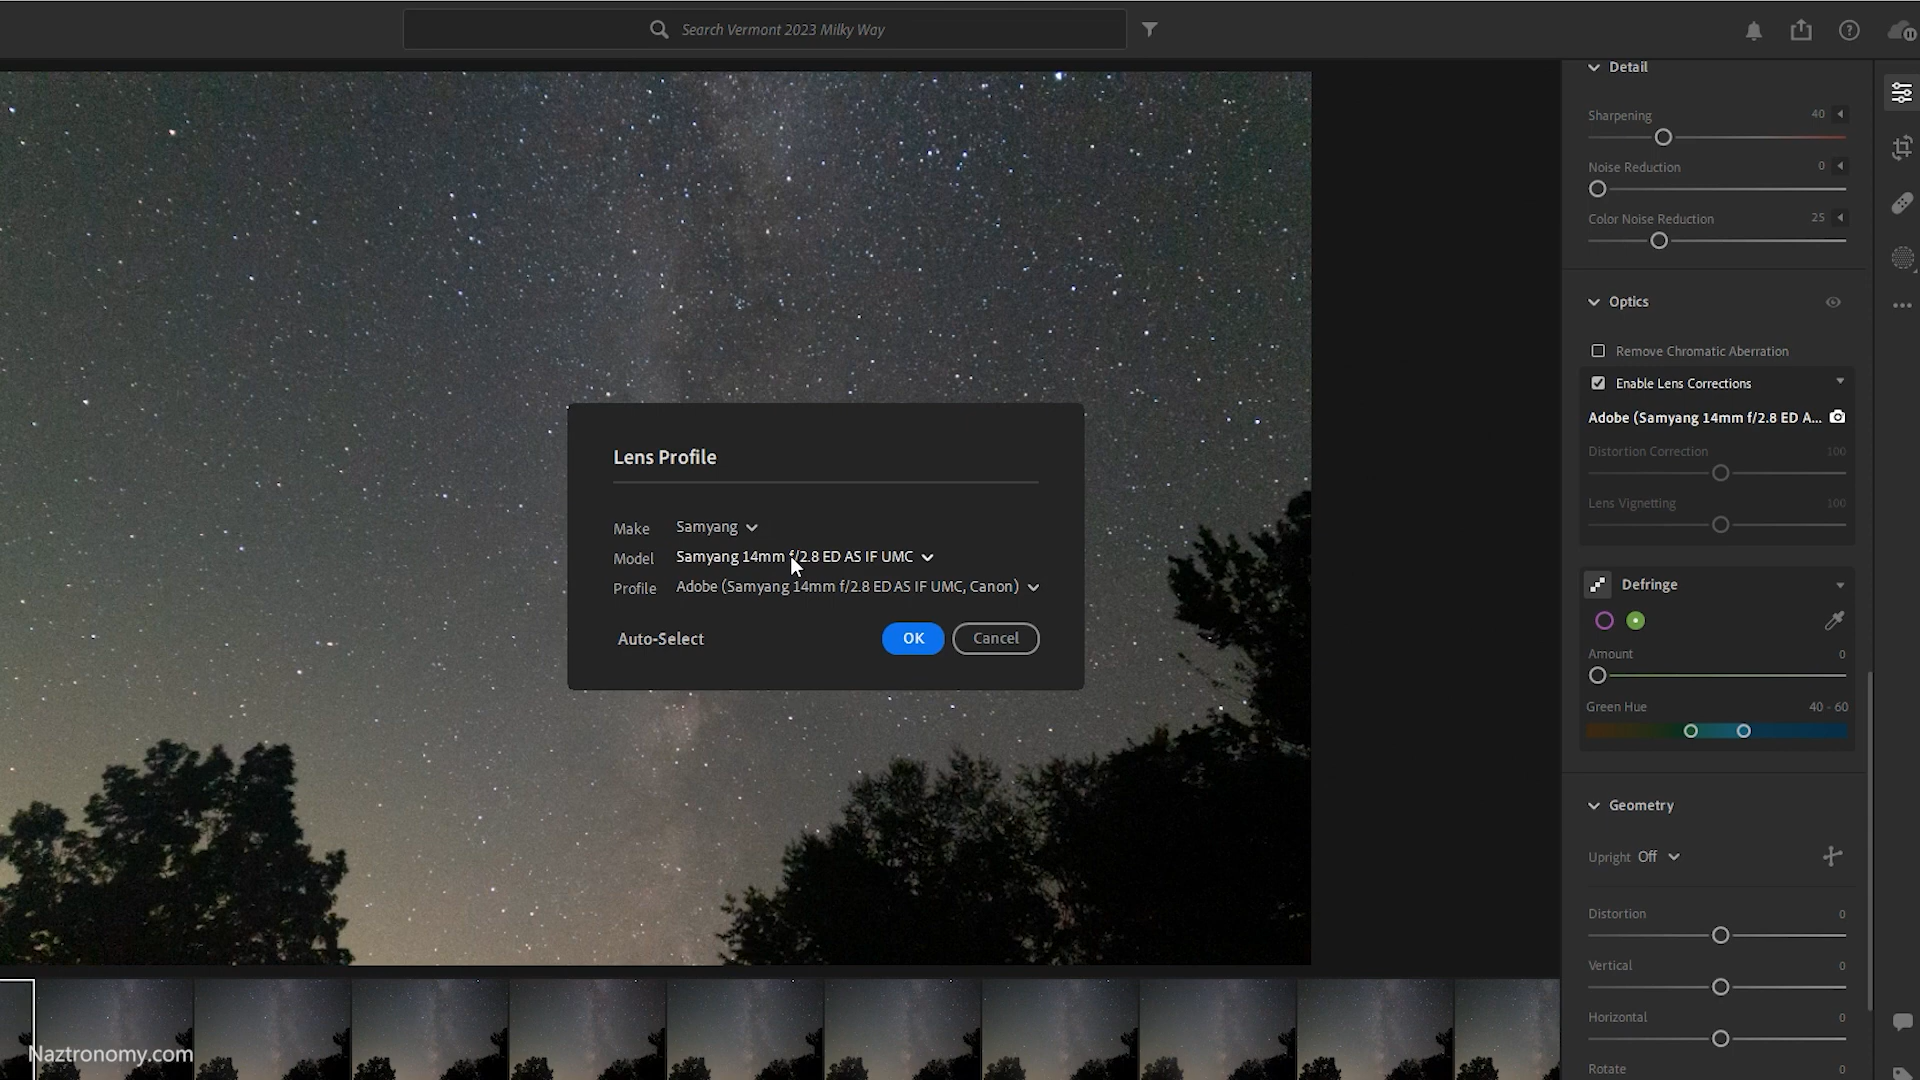 Search Vermont 2023 Milky Way
Detail
Sharpening 40
Noise Reduction 0
Color Noise Reduction 25
Optics
Remove Chromatic Aberration
Enable Lens Corrections
Adobe (Samyang 14mm f/2.8 ED A...
Distortion Correction 100
Lens Vignetting 100
Defringe
Amount 0
Green Hue 40 - 60
Geometry
Upright Off
Distortion 0
Vertical 0
Horizontal 0
Rotate 0
Lens Profile
Make Samyang
Model Samyang 14mm f/2.8 ED AS IF UMC
Profile Adobe (Samyang 14mm f/2.8 ED AS IF UMC, Canon)
Auto-Select OK Cancel
Naztronomy.com